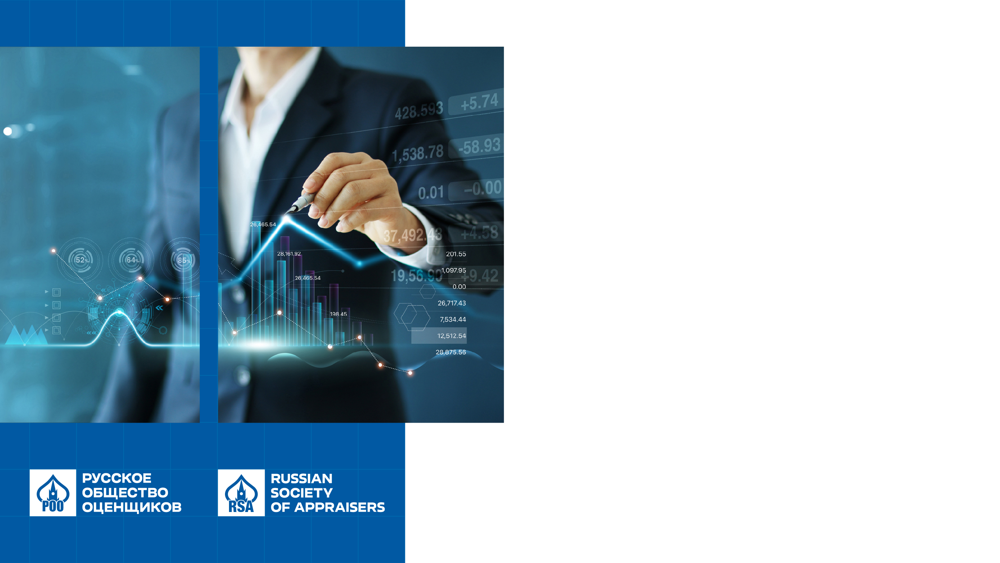 428.593 +5.74
1,538.78 -58.93
0.01 –0.00
37,492.43 +4.58
19,56.90 +9.42
26,465.54
28,161.92
26,465.54
198.45
52%
64%
85%
201.55
1,097.95
0.00
26,717.43
7,534.44
12,512.54
28,875.56
РОО
РУССКОЕ
ОБЩЕСТВО
ОЦЕНЩИКОВ
RSA
RUSSIAN
SOCIETY
OF APPRAISERS